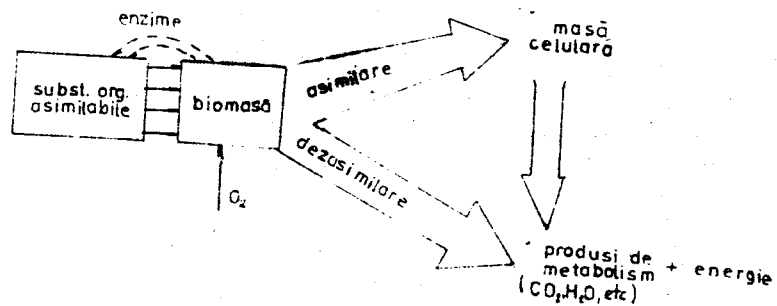 enzime
subst. org.
asimilabile
biomasă
O₂
asimilare
dezasimilare
masă
celulară
produsi de
metabolism + energie
(CO₂,H₂O, etc)